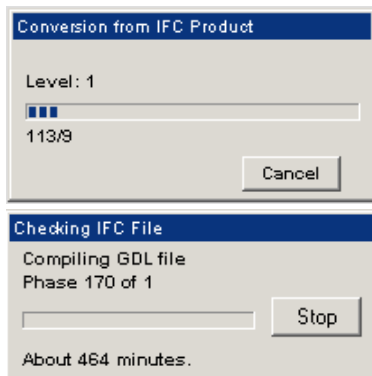 Conversion from IFC Product
Level: 1
113/9
Cancel
Checking IFC File
Compiling GDL file
Phase 170 of 1
Stop
About 464 minutes.